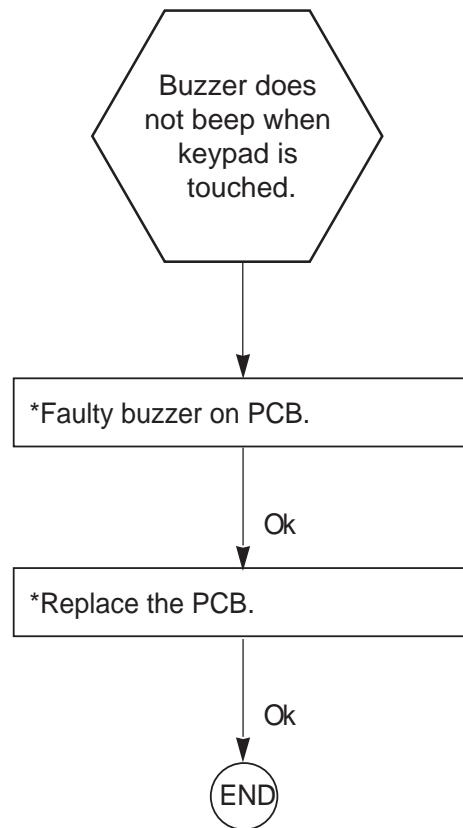 Buzzer does
not beep when
keypad is
touched.
*Faulty buzzer on PCB.
Ok
*Replace the PCB.
Ok
END